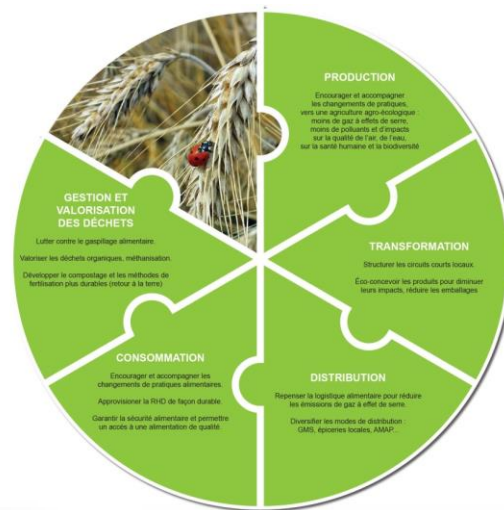 PRODUCTION
Encourager et accompagner
les changements de pratiques,
vers une agriculture agro-écologique :
moins de gaz à effets de serre,
moins de polluants et d'impacts
sur la qualité de l'air, de l'eau,
sur la santé humaine et la biodiversité
TRANSFORMATION
Structurer les circuits courts locaux.
Éco-concevoir les produits pour diminuer
leurs impacts, réduire les emballages
DISTRIBUTION
Repenser la logistique alimentaire pour réduire
les émissions de gaz à effet de serre.
Diversifier les modes de distribution :
GMS, épiceries locales, AMAP...
CONSOMMATION
Encourager et accompagner les
changements de pratiques alimentaires.
Approvisionner la RHD de façon durable.
Garantir la sécurité alimentaire et permettre
un accès à une alimentation de qualité.
GESTION ET
VALORISATION
DES DÉCHETS
Lutter contre le gaspillage alimentaire.
Valoriser les déchets organiques, méthanisation.
Développer le compostage et les méthodes de
fertilisation plus durables (retour à la terre)